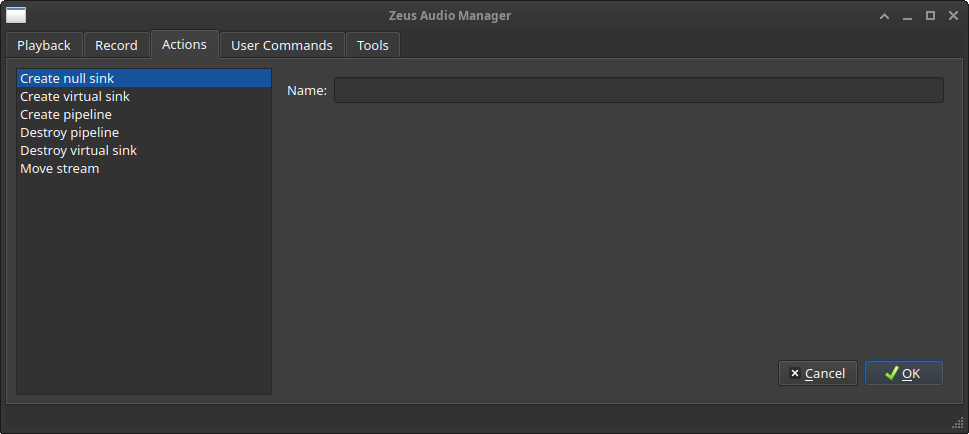 Zeus Audio Manager
Playback Record Actions User Commands Tools
Create null sink
Create virtual sink
Create pipeline
Destroy pipeline
Destroy virtual sink
Move stream
Name:
Cancel OK